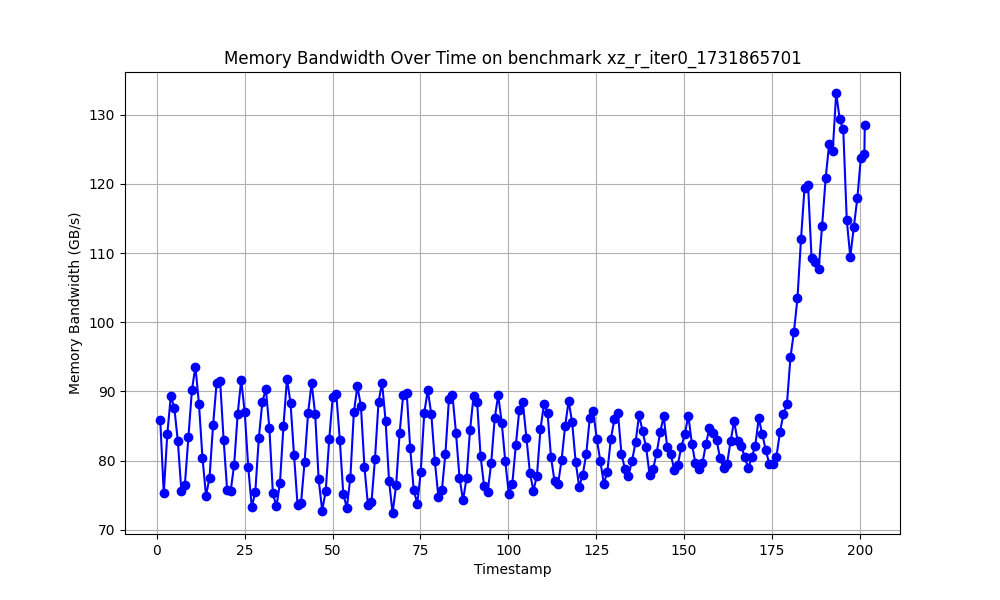 Memory Bandwidth Over Time on benchmark xz_r_iter0_1731865701
Memory Bandwidth (GB/s)
130
120
110
100
90
80
70
0 25 50 75 100 125 150 175 200
Timestamp